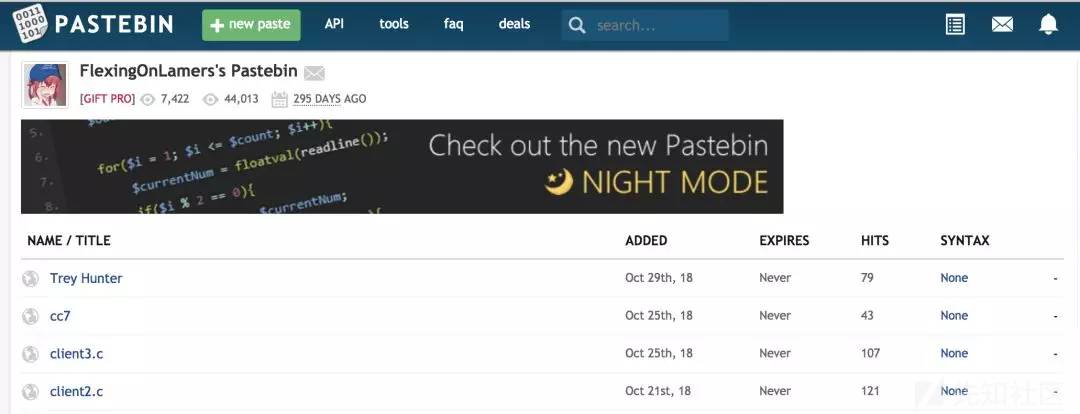 0011
1000
101
PASTEBIN
+ new paste
API
tools
faq
deals
search...
FlexingOnLamers's Pastebin
[GIFT PRO] 7,422 44,013 295 DAYS AGO
5.
6.
7.
8.
for($i = 1; $i <= $count; $i++){
$currentNum = floatval(readline());
if($i % 2 == 0){
$currentNum;
Check out the new Pastebin
NIGHT MODE
NAME / TITLE ADDED EXPIRES HITS SYNTAX
Trey Hunter Oct 29th, 18 Never 79 None -
cc7 Oct 25th, 18 Never 43 None -
client3.c Oct 25th, 18 Never 107 None -
client2.c Oct 21st, 18 Never 121 None -
先知社区